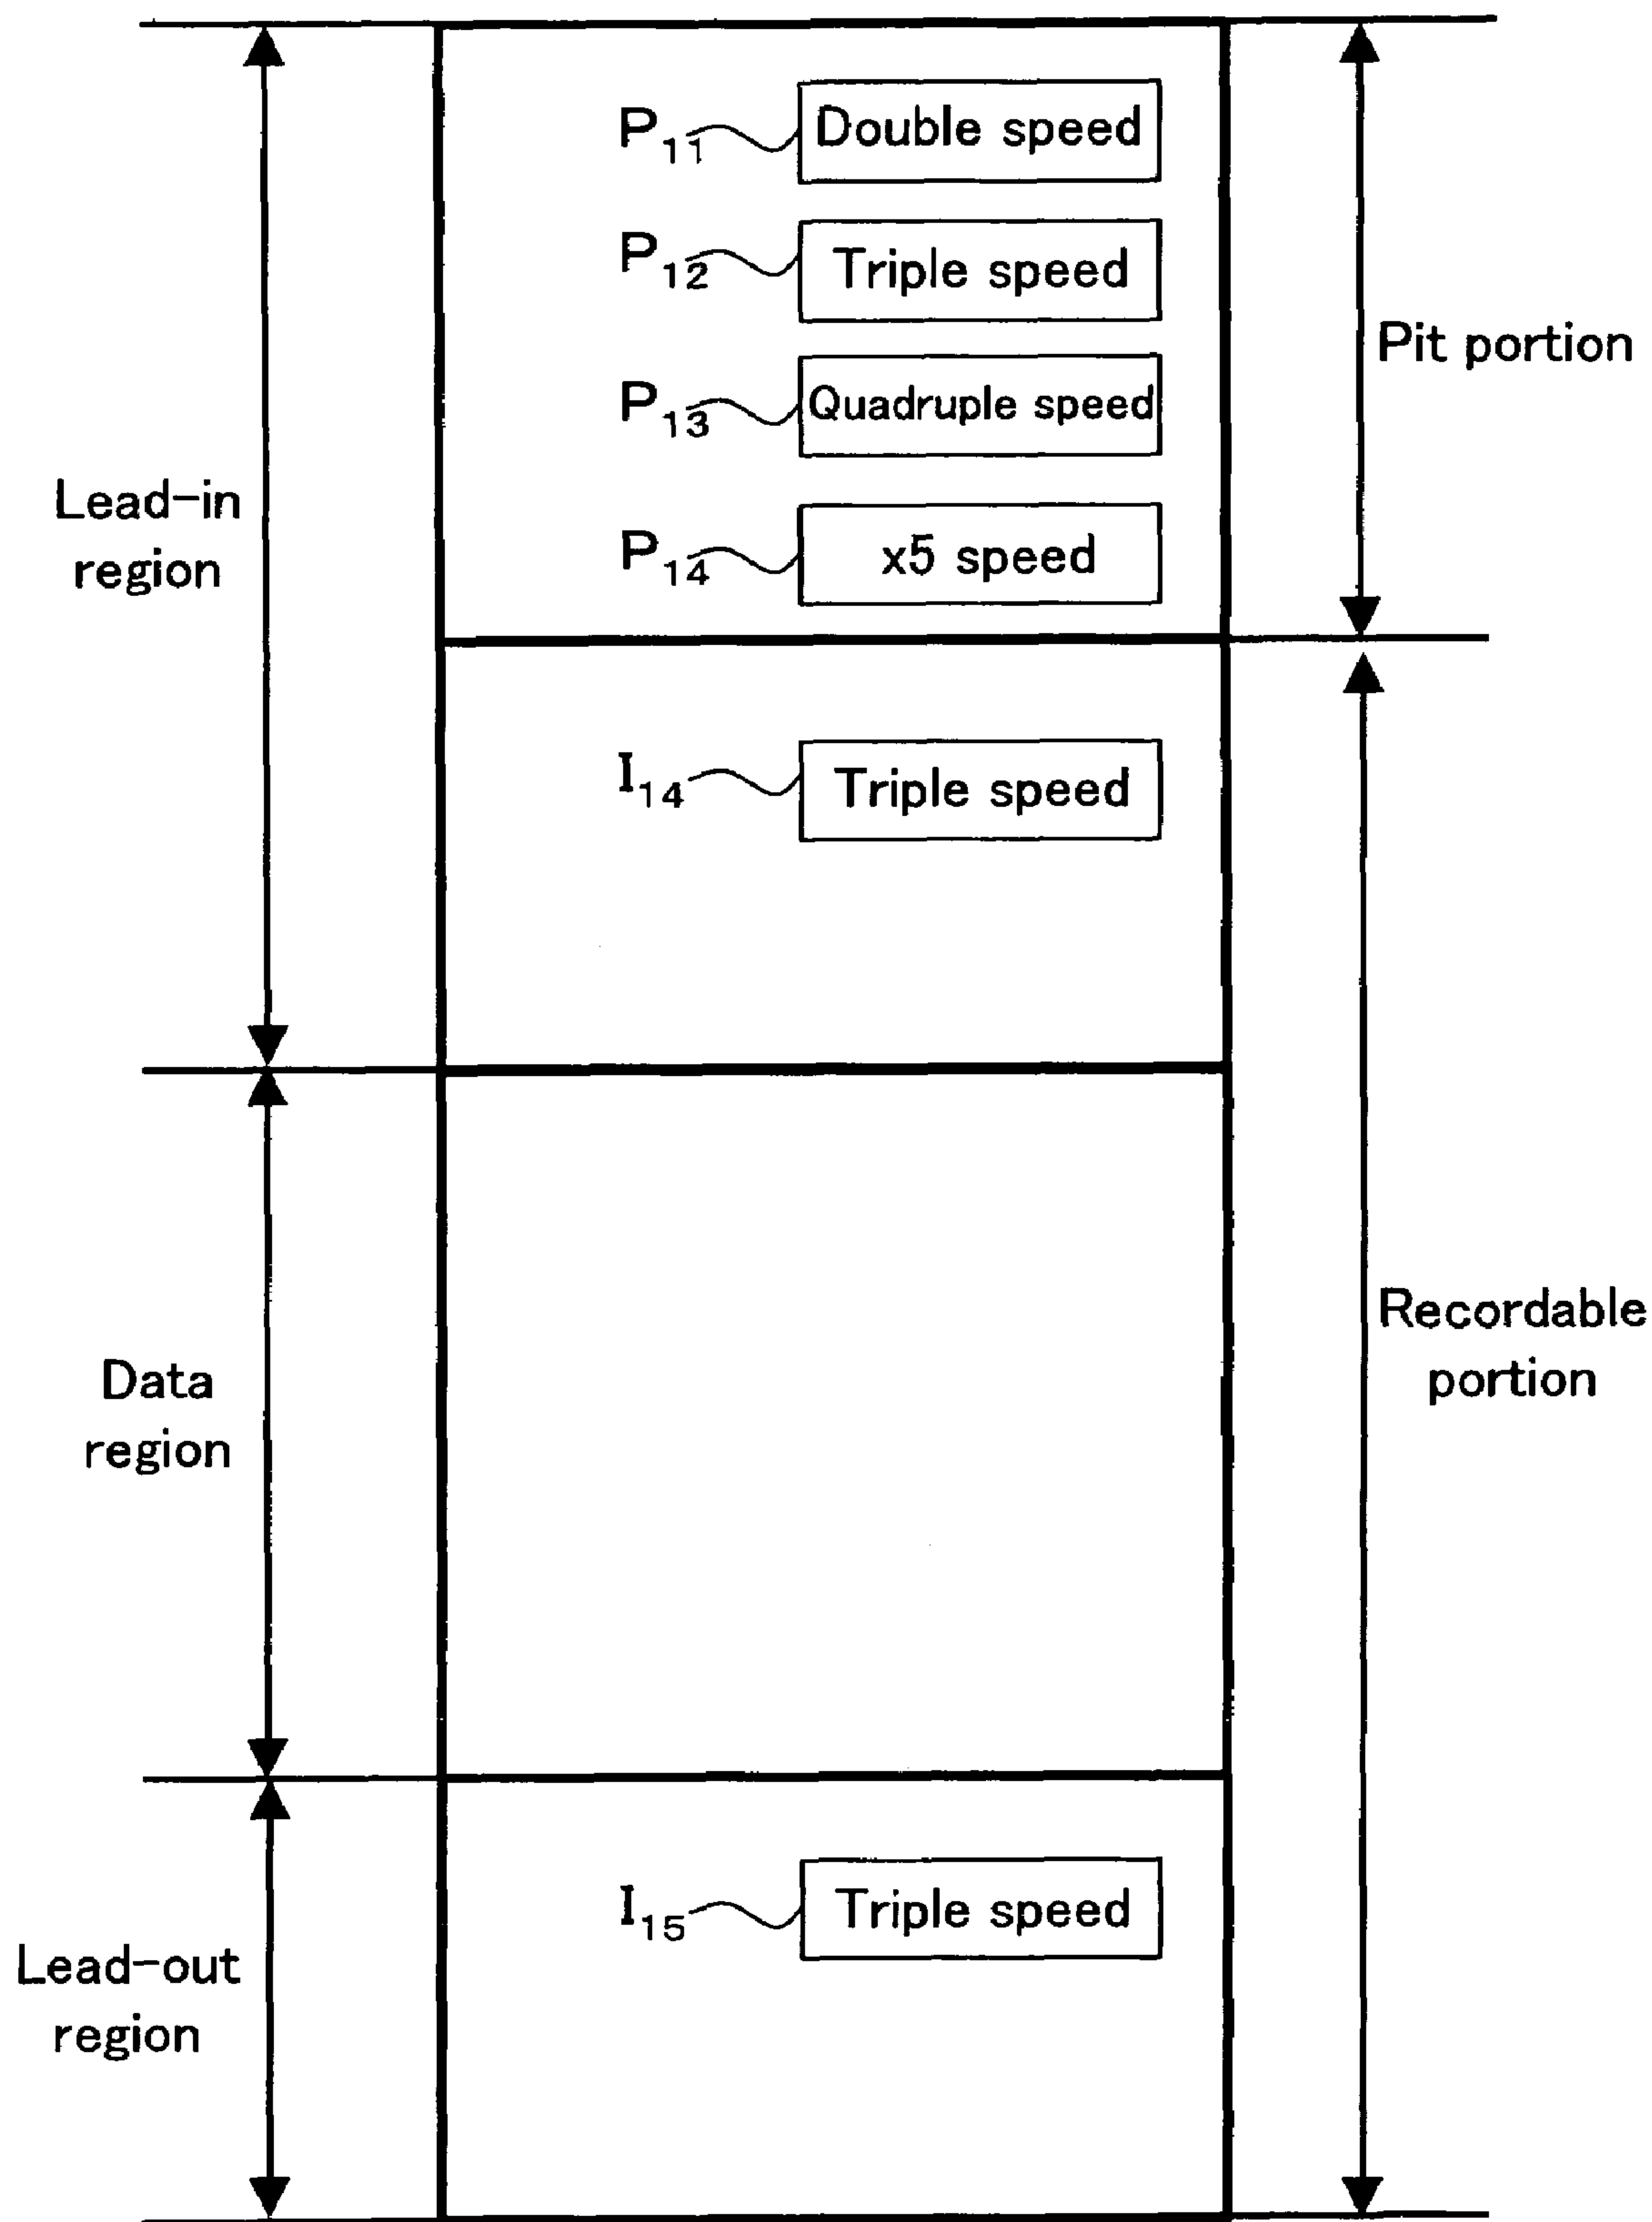 P11 Double speed
P12 Triple speed
P13 Quadruple speed
Pit portion
Lead-in
region
P14 x5 speed
I14 Triple speed
Recordable
portion
Data
region
I15 Triple speed
Lead-out
region